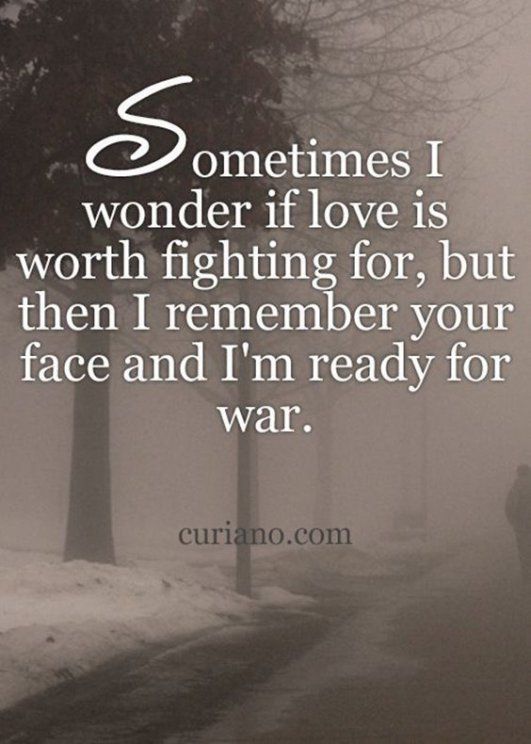 Sometimes I
wonder if love is
worth fighting for, but
then I remember your
face and I'm ready for
war.
curiano.com